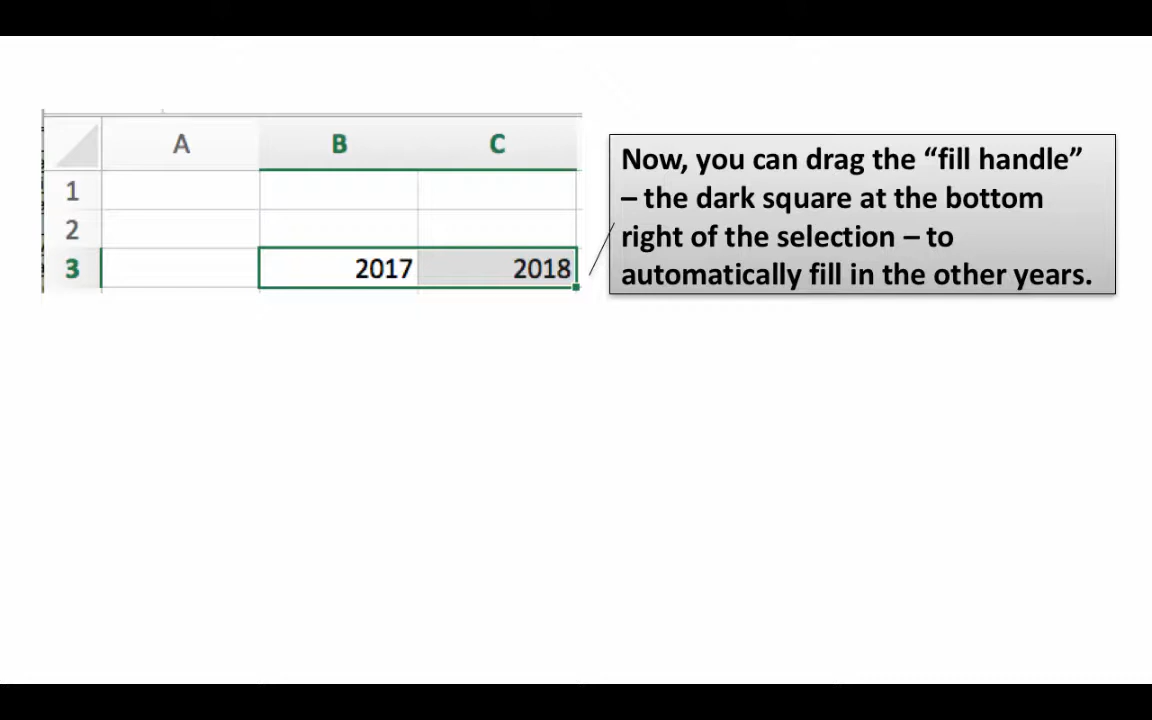 A B C
1
2
3 2017 2018
Now, you can drag the “fill handle”
– the dark square at the bottom
right of the selection – to
automatically fill in the other years.